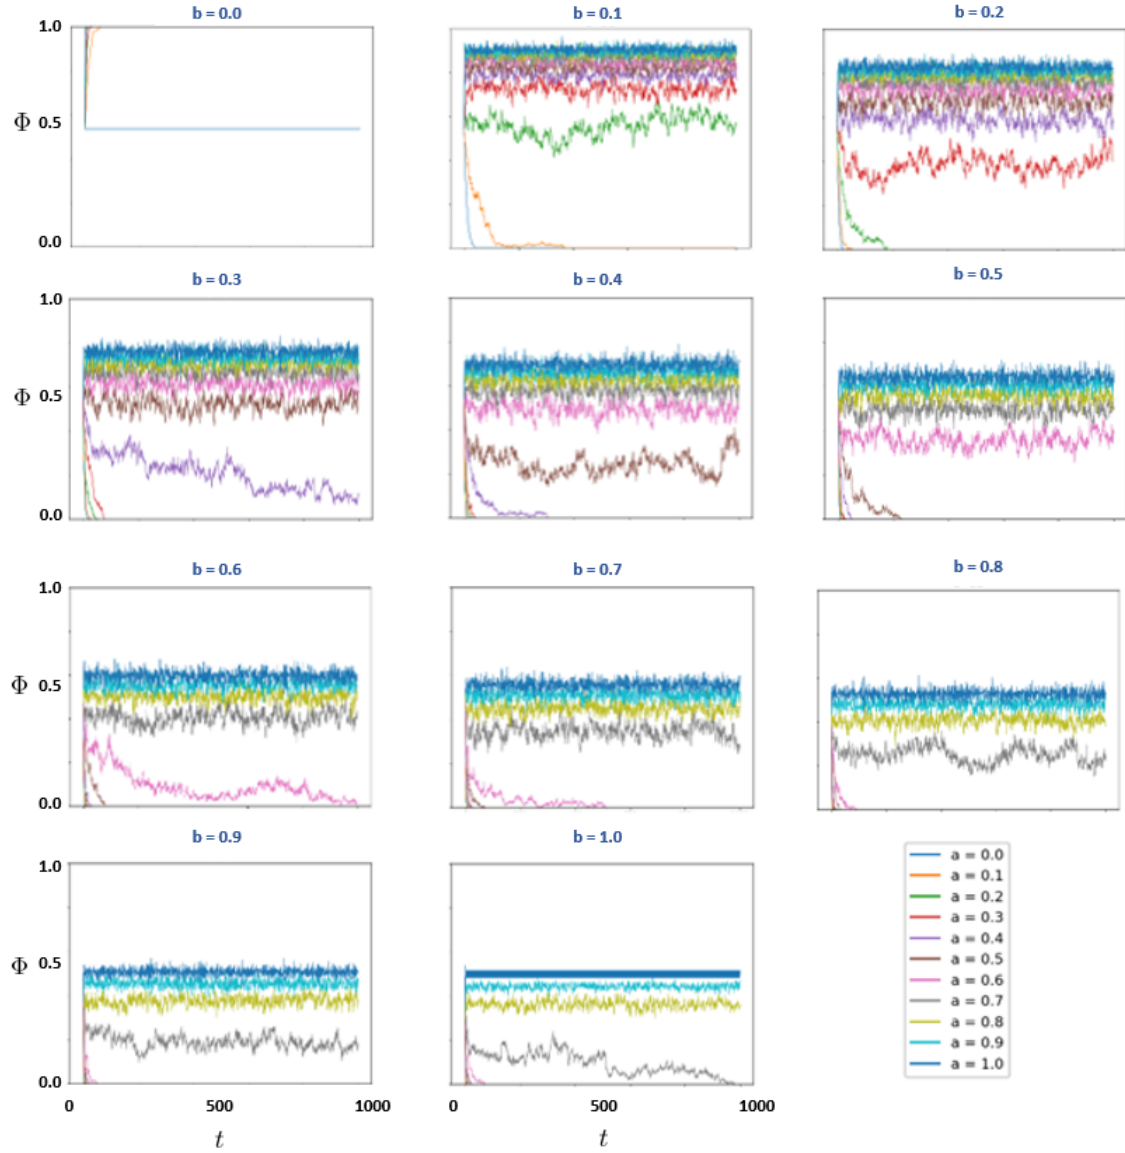 b = 0.0 b = 0.1 b = 0.2
1.0
Φ 0.5
0.0
b = 0.3 b = 0.4 b = 0.5
1.0
Φ 0.5
0.0
b = 0.6 b = 0.7 b = 0.8
1.0
Φ 0.5
0.0
b = 0.9 b = 1.0
1.0
Φ 0.5
0.0
0 500 1000 0 500 1000
t t
a = 0.0
a = 0.1
a = 0.2
a = 0.3
a = 0.4
a = 0.5
a = 0.6
a = 0.7
a = 0.8
a = 0.9
a = 1.0